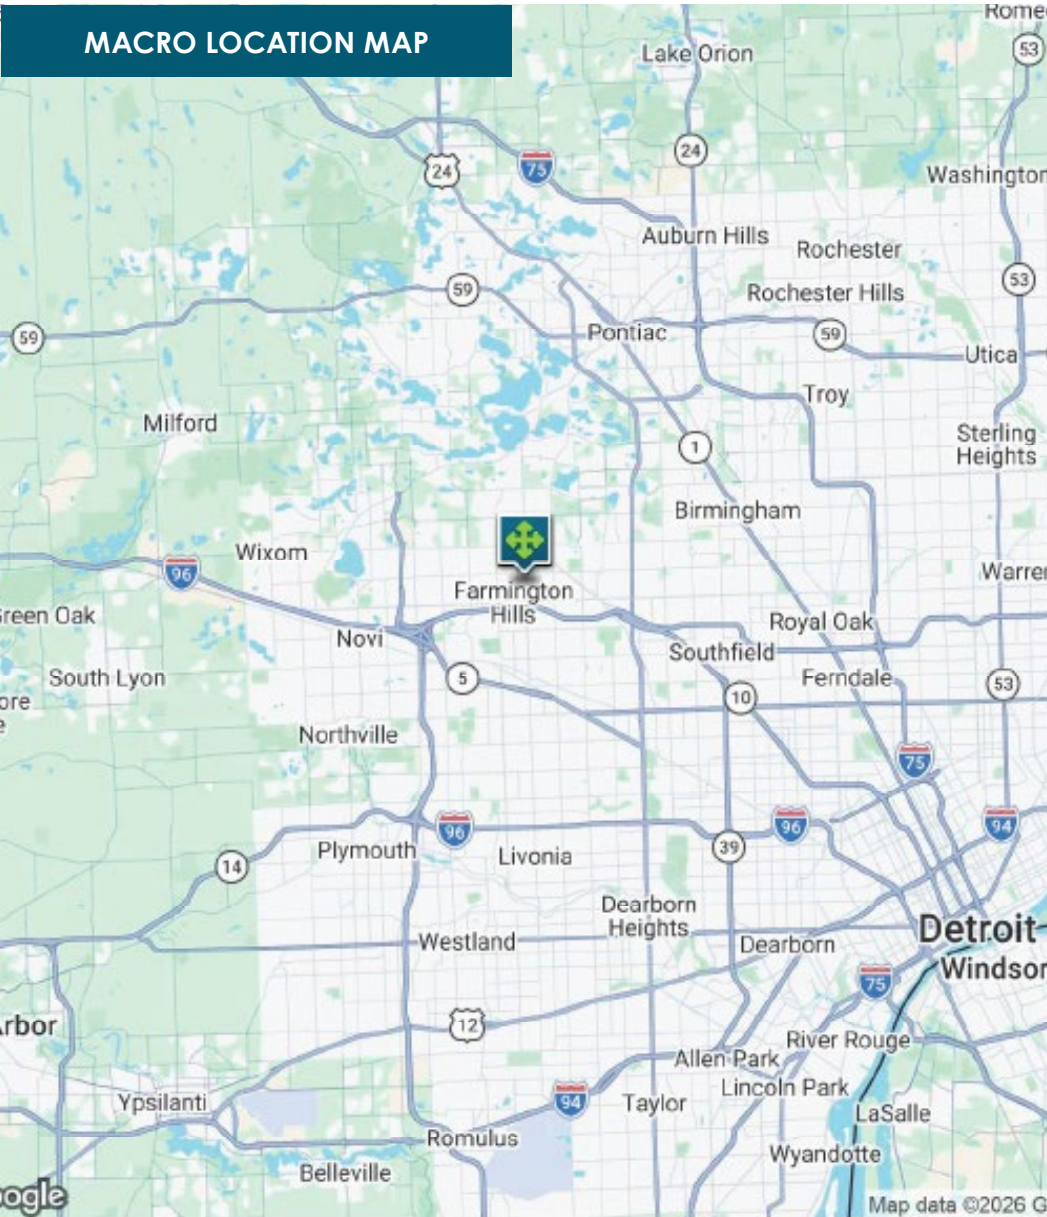 MACRO LOCATION MAP
Rome
53
Lake Orion
24
24
75
Washington
Auburn Hills
Rochester
53
59
Rochester Hills
59
Pontiac
59
Utica
Troy
Milford
Sterling
Heights
1
Birmingham
Wixom
96
Warre
Farmington
Hills
Green Oak
Novi
Royal Oak
Southfield
South Lyon
5
Ferndale
53
10
ore
e
Northville
75
96
96
94
Plymouth
Livonia
39
14
Dearborn
Heights
Westland
Dearborn
Detroit
Windsor
75
Arbor
12
River Rouge
Allen Park
Lincoln Park
Ypsilanti
94
Taylor
LaSalle
Romulus
Wyandotte
Belleville
oogle
Map data ©2026 G